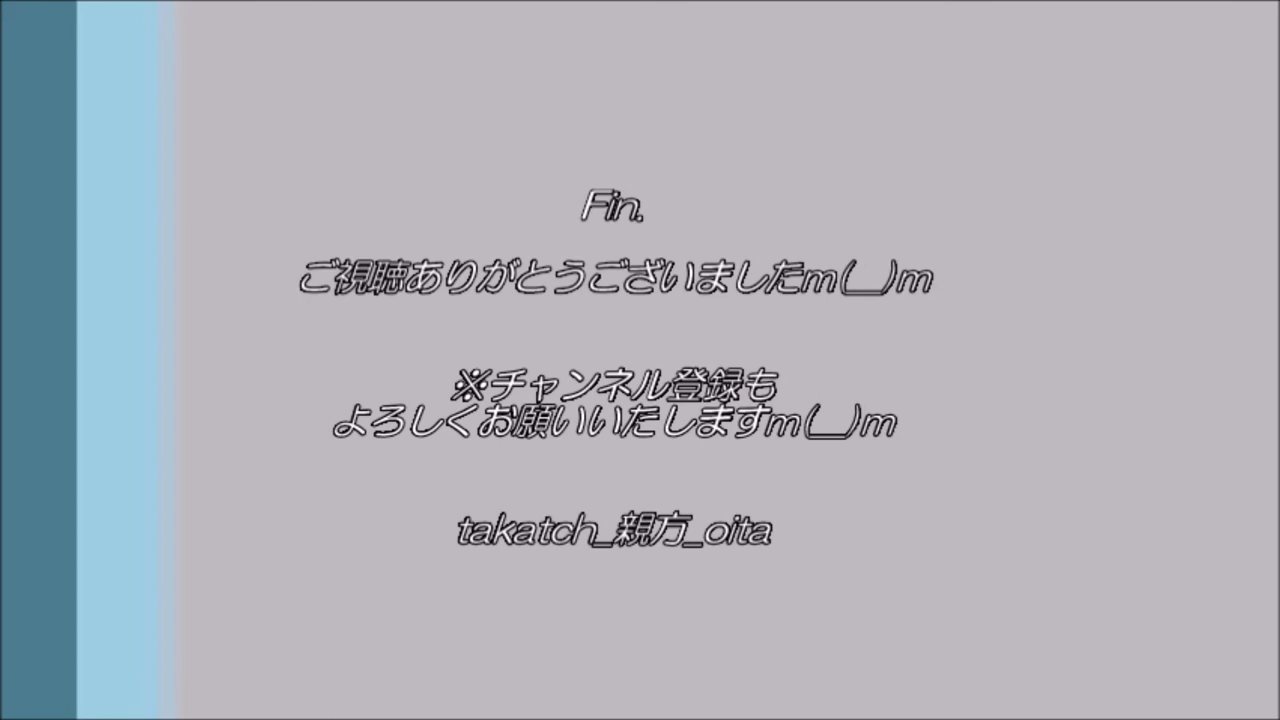 Fin.
ご視聴ありがとうございましたm(__)m
※チャンネル登録も
よろしくお願いいたしますm(__)m
takatch_親方_oita